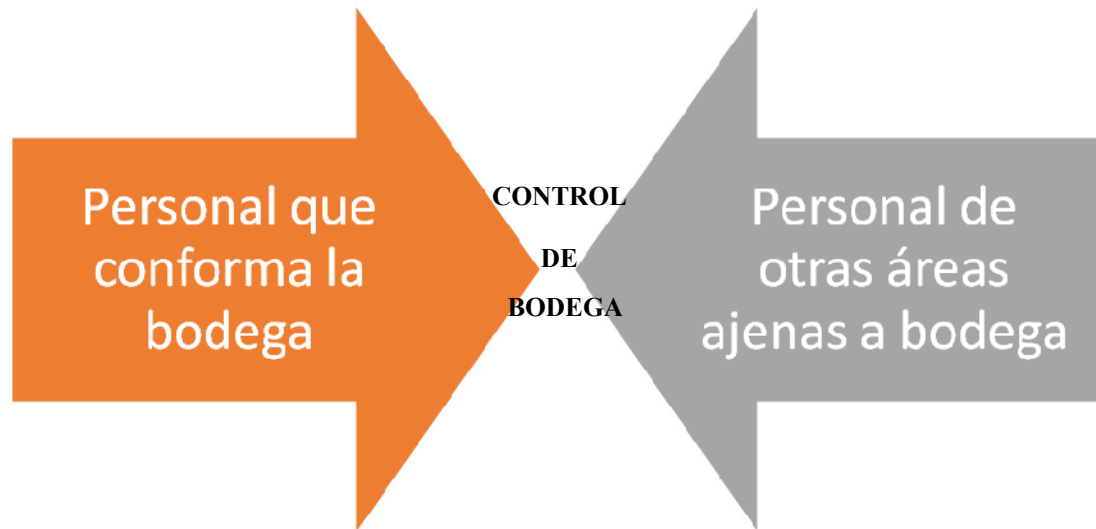 Personal que
conforma la
bodega
CONTROL
DE
BODEGA
Personal de
otras áreas
ajenas a bodega